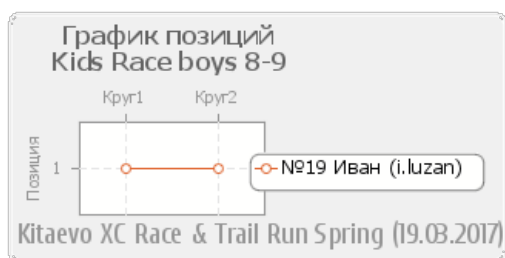 График позиций
Kids Race boys 8-9
Круг1 Круг2
Позиция
1
№19 Иван (i.luzan)
Kitaevo XC Race & Trail Run Spring (19.03.2017)